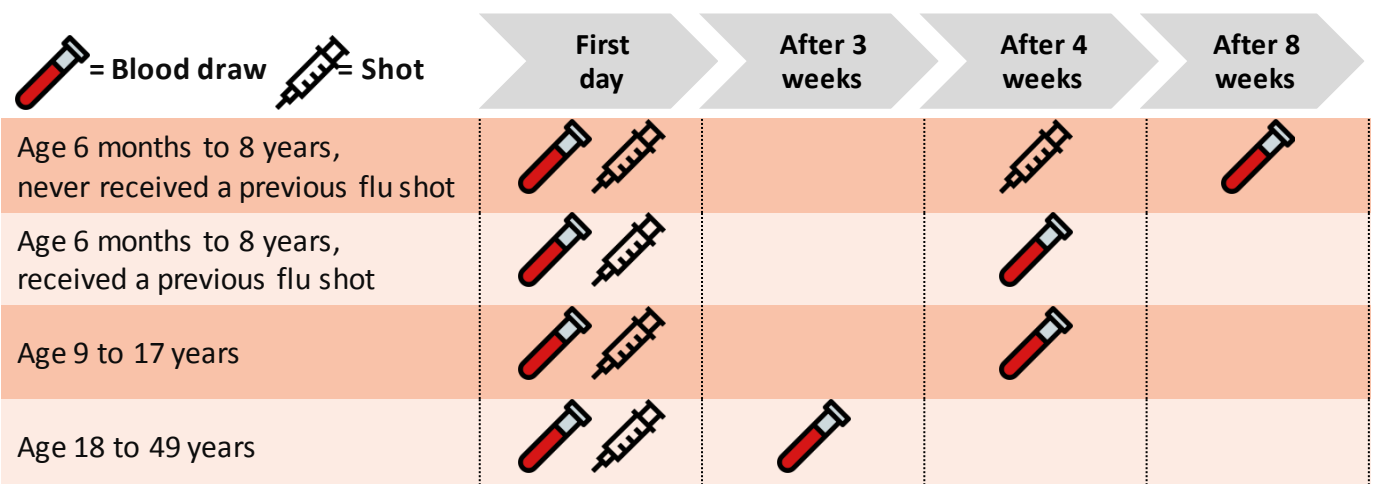 = Blood draw = Shot
First
day
After 3
weeks
After 4
weeks
After 8
weeks
Age 6 months to 8 years,
never received a previous flu shot
Age 6 months to 8 years,
received a previous flu shot
Age 9 to 17 years
Age 18 to 49 years